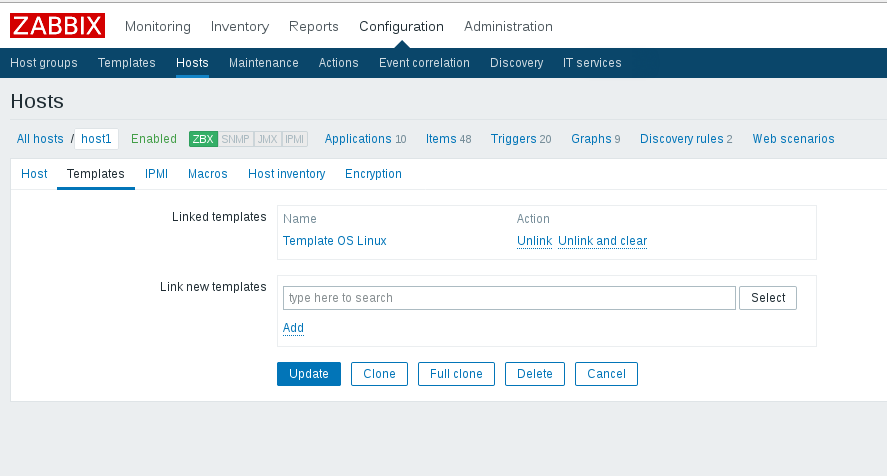 ZABBIX Monitoring Inventory Reports Configuration Administration
Host groups Templates Hosts Maintenance Actions Event correlation Discovery IT services
Hosts
All hosts / host1 Enabled ZBX SNMP JMX IPMI Applications 10 Items 48 Triggers 20 Graphs 9 Discovery rules 2 Web scenarios
Host Templates IPMI Macros Host inventory Encryption
Linked templates Name Action
Template OS Linux Unlink Unlink and clear
Link new templates
type here to search Select
Add
Update Clone Full clone Delete Cancel